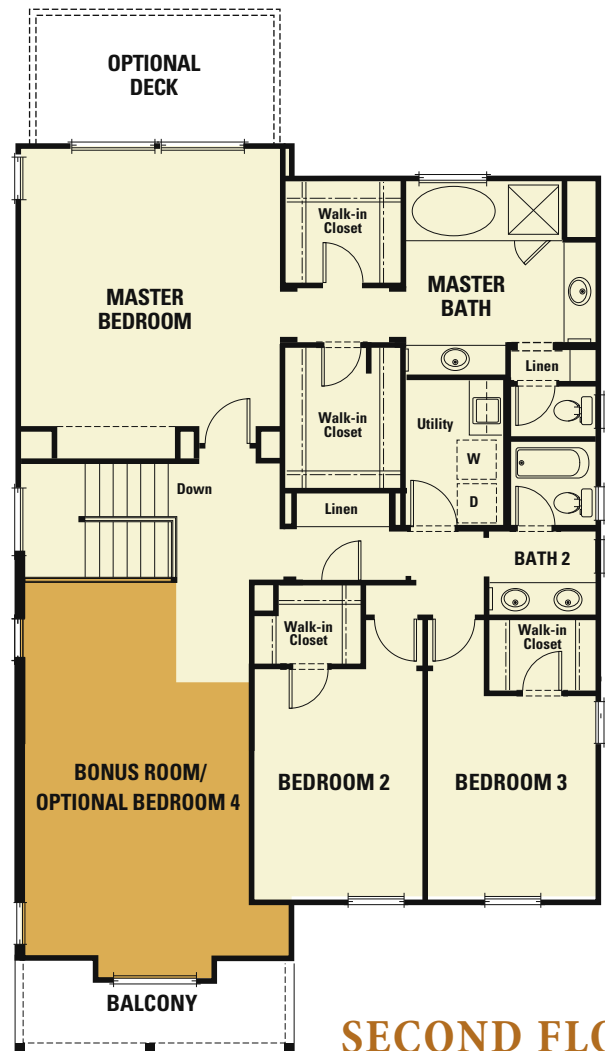 OPTIONAL
DECK
Walk-in
Closet
MASTER
BEDROOM
MASTER
BATH
Linen
Walk-in
Closet
Utility
W
D
Down
Linen
BATH 2
Walk-in
Closet
Walk-in
Closet
BONUS ROOM/
OPTIONAL BEDROOM 4
BEDROOM 2
BEDROOM 3
BALCONY
SECOND FLO